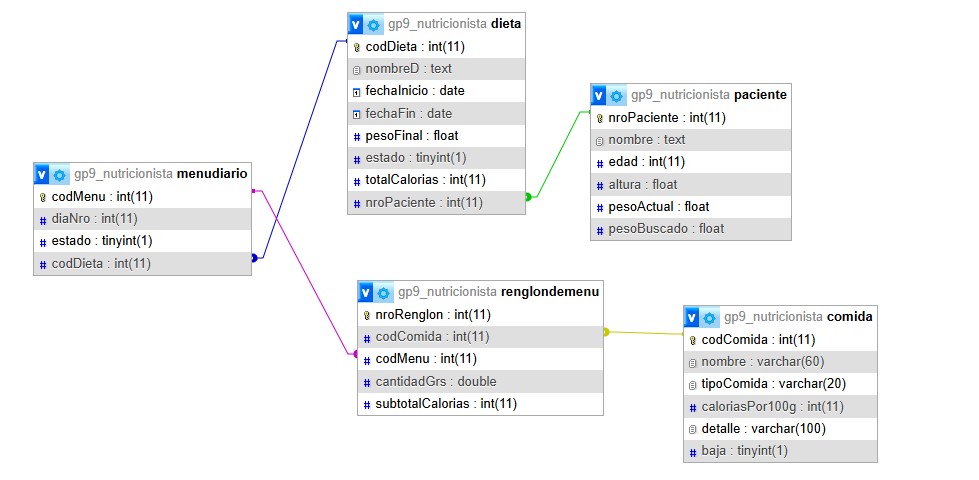 gp9_nutricionista dieta
codDieta : int(11)
nombreD : text
fechaInicio : date
fechaFin : date
pesoFinal : float
estado : tinyint(1)
totalCalorias : int(11)
nroPaciente : int(11)
gp9_nutricionista paciente
nroPaciente : int(11)
nombre : text
edad : int(11)
altura : float
pesoActual : float
pesoBuscado : float
gp9_nutricionista menudiario
codMenu : int(11)
diaNro : int(11)
estado : tinyint(1)
codDieta : int(11)
gp9_nutricionista renglondemenu
nroRenglon : int(11)
codComida : int(11)
codMenu : int(11)
cantidadGrs : double
subtotalCalorias : int(11)
gp9_nutricionista comida
codComida : int(11)
nombre : varchar(60)
tipoComida : varchar(20)
caloriasPor100g : int(11)
detalle : varchar(100)
baja : tinyint(1)